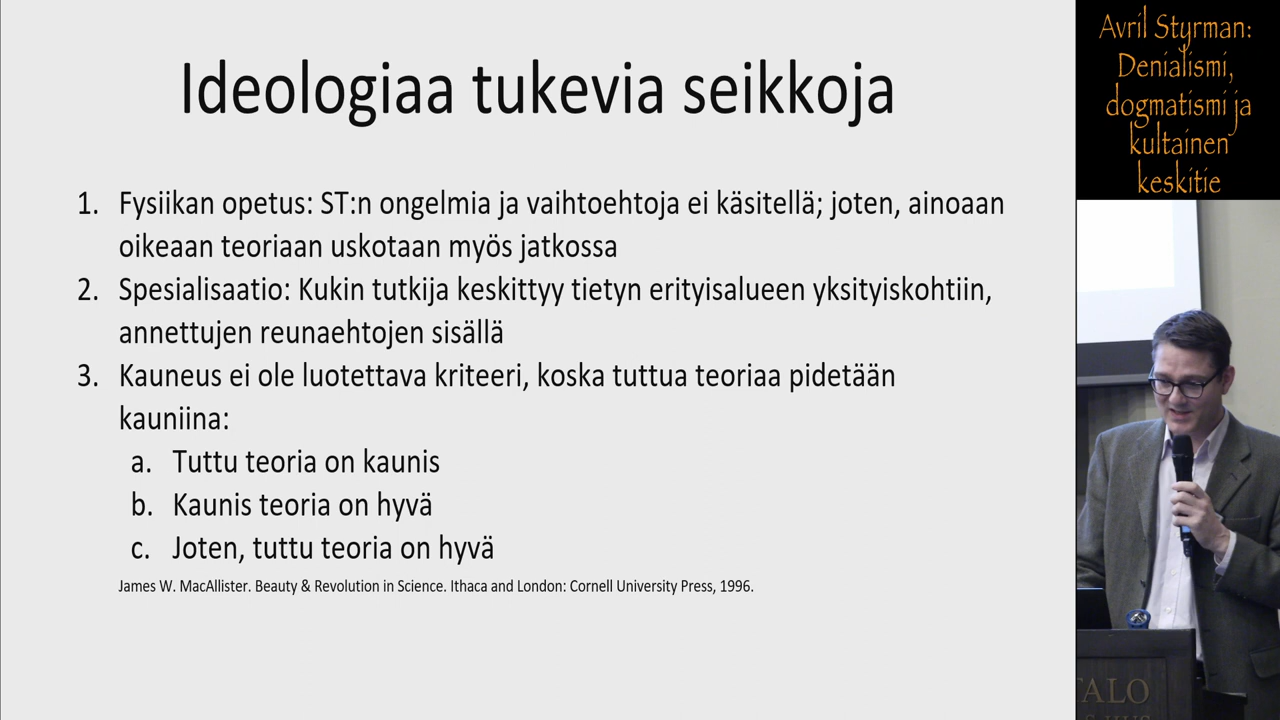 Ideologiaa tukevia seikkoja
1. Fysiikan opetus: ST:n ongelmia ja vaihtoehtoja ei käsitellä; joten, ainoaan
oikeaan teoriaan uskotaan myös jatkossa
2. Spesialisaatio: Kukin tutkija keskittyy tietyn erityisalueen yksityiskohtiin,
annettujen reunaehtojen sisällä
3. Kauneus ei ole luotettava kriteeri, koska tuttua teoriaa pidetään
kauniina:
a. Tuttu teoria on kaunis
b. Kaunis teoria on hyvä
c. Joten, tuttu teoria on hyvä
James W. MacAllister. Beauty & Revolution in Science. Ithaca and London: Cornell University Press, 1996.
Avril Styrman:
Denialismi,
dogmatismi ja
kultainen
keskitie
TALO